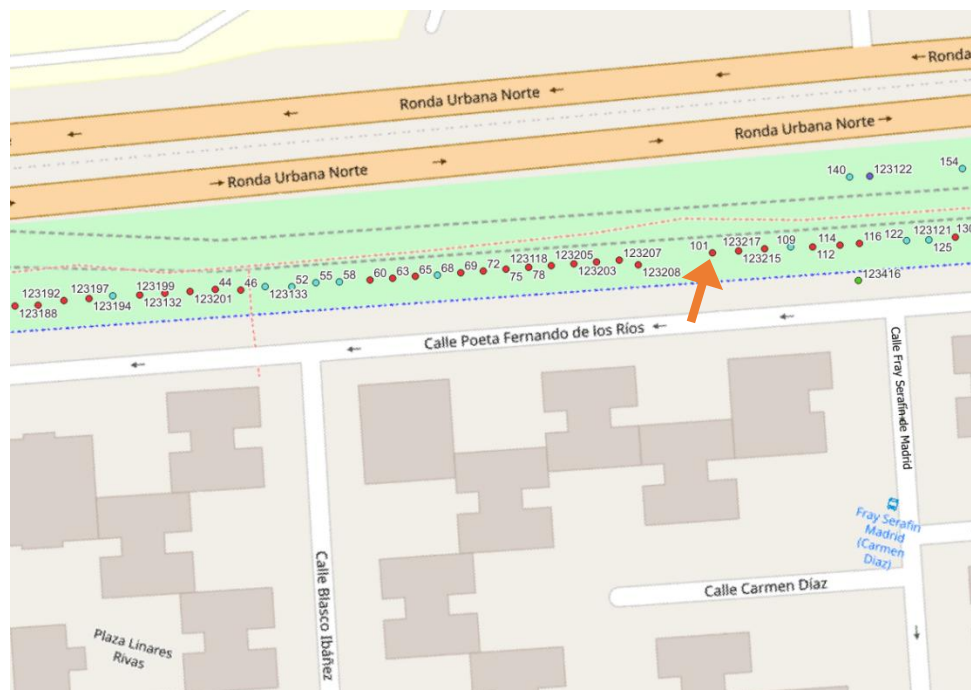 Ronda
Ronda Urbana Norte
Ronda Urbana Norte
Ronda Urbana Norte
140
123122
154
123217
101
109
123215
114
112
116
122
123121
125
130
123416
123207
123208
123205
123203
123118
78
75
72
69
68
65
63
60
58
55
52
123133
46
44
123201
123199
123132
123197
123194
123192
123188
Calle Poeta Fernando de los Ríos
Calle Fray Serafín de Madrid
Fray Serafín
Madrid
(Carmen
Díaz)
Calle Carmen Díaz
Calle Blasco Ibáñez
Plaza Linares
Rivas